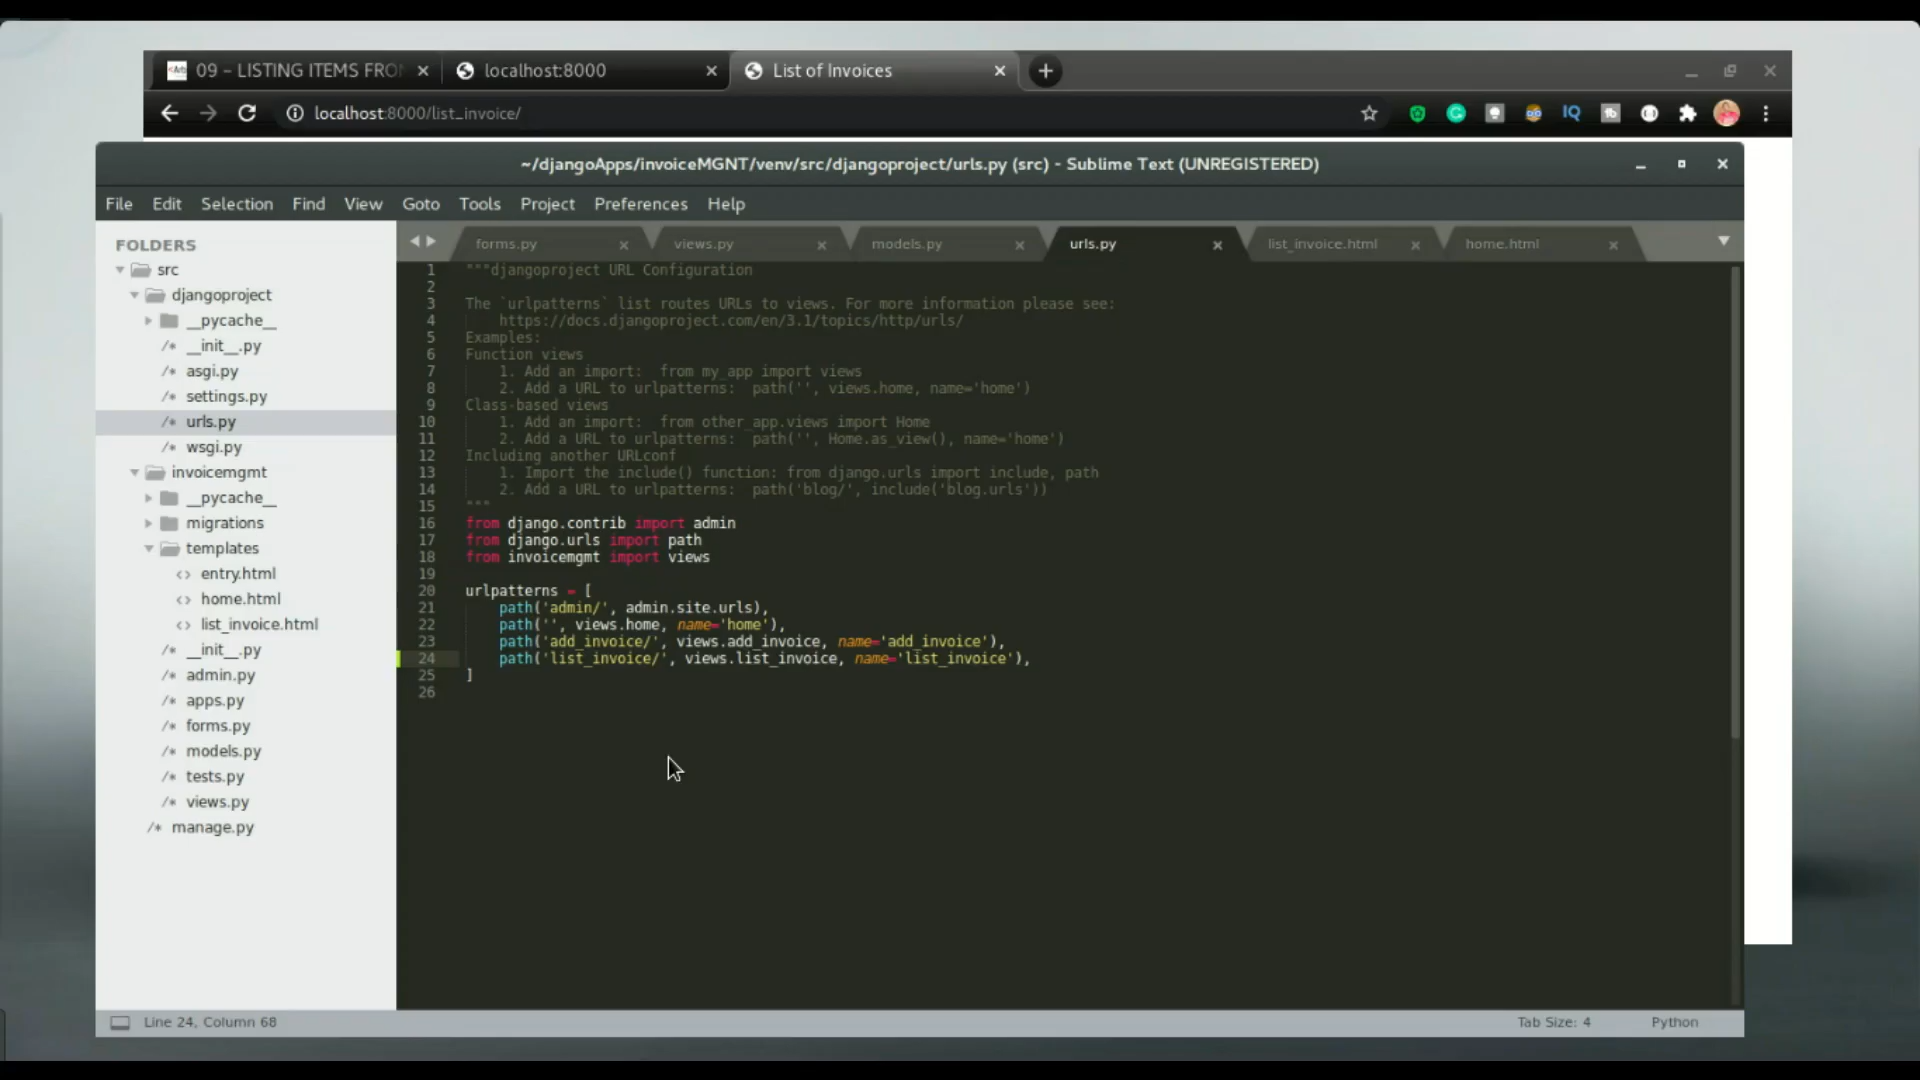 09 – LISTING ITEMS FRO
localhost:8000
List of Invoices
localhost:8000/list_invoice/
IQ
~/djangoApps/invoiceMGNT/venv/src/djangoproject/urls.py (src) - Sublime Text (UNREGISTERED)
File Edit Selection Find View Goto Tools Project Preferences Help
FOLDERS
src
djangoproject
__pycache__
/* __init__.py
/* asgi.py
/* settings.py
/* urls.py
/* wsgi.py
invoicemgmt
__pycache__
migrations
templates
<> entry.html
<> home.html
<> list_invoice.html
/* __init__.py
/* admin.py
/* apps.py
/* forms.py
/* models.py
/* tests.py
/* views.py
/* manage.py
forms.py views.py models.py urls.py list_invoice.html home.html
1 """djangoproject URL Configuration
2
3 The `urlpatterns` list routes URLs to views. For more information please see:
4 https://docs.djangoproject.com/en/3.1/topics/http/urls/
5 Examples:
6 Function views
7 1. Add an import:  from my_app import views
8 2. Add a URL to urlpatterns:  path('', views.home, name='home')
9 Class-based views
10 1. Add an import:  from other_app.views import Home
11 2. Add a URL to urlpatterns:  path('', Home.as_view(), name='home')
12 Including another URLconf
13 1. Import the include() function: from django.urls import include, path
14 2. Add a URL to urlpatterns:  path('blog/', include('blog.urls'))
15 """
16 from django.contrib import admin
17 from django.urls import path
18 from invoicemgmt import views
19
20 urlpatterns = [
21 path('admin/', admin.site.urls),
22 path('', views.home, name='home'),
23 path('add_invoice/', views.add_invoice, name='add_invoice'),
24 path('list_invoice/', views.list_invoice, name='list_invoice'),
25 ]
26
Line 24, Column 68
Tab Size: 4
Python